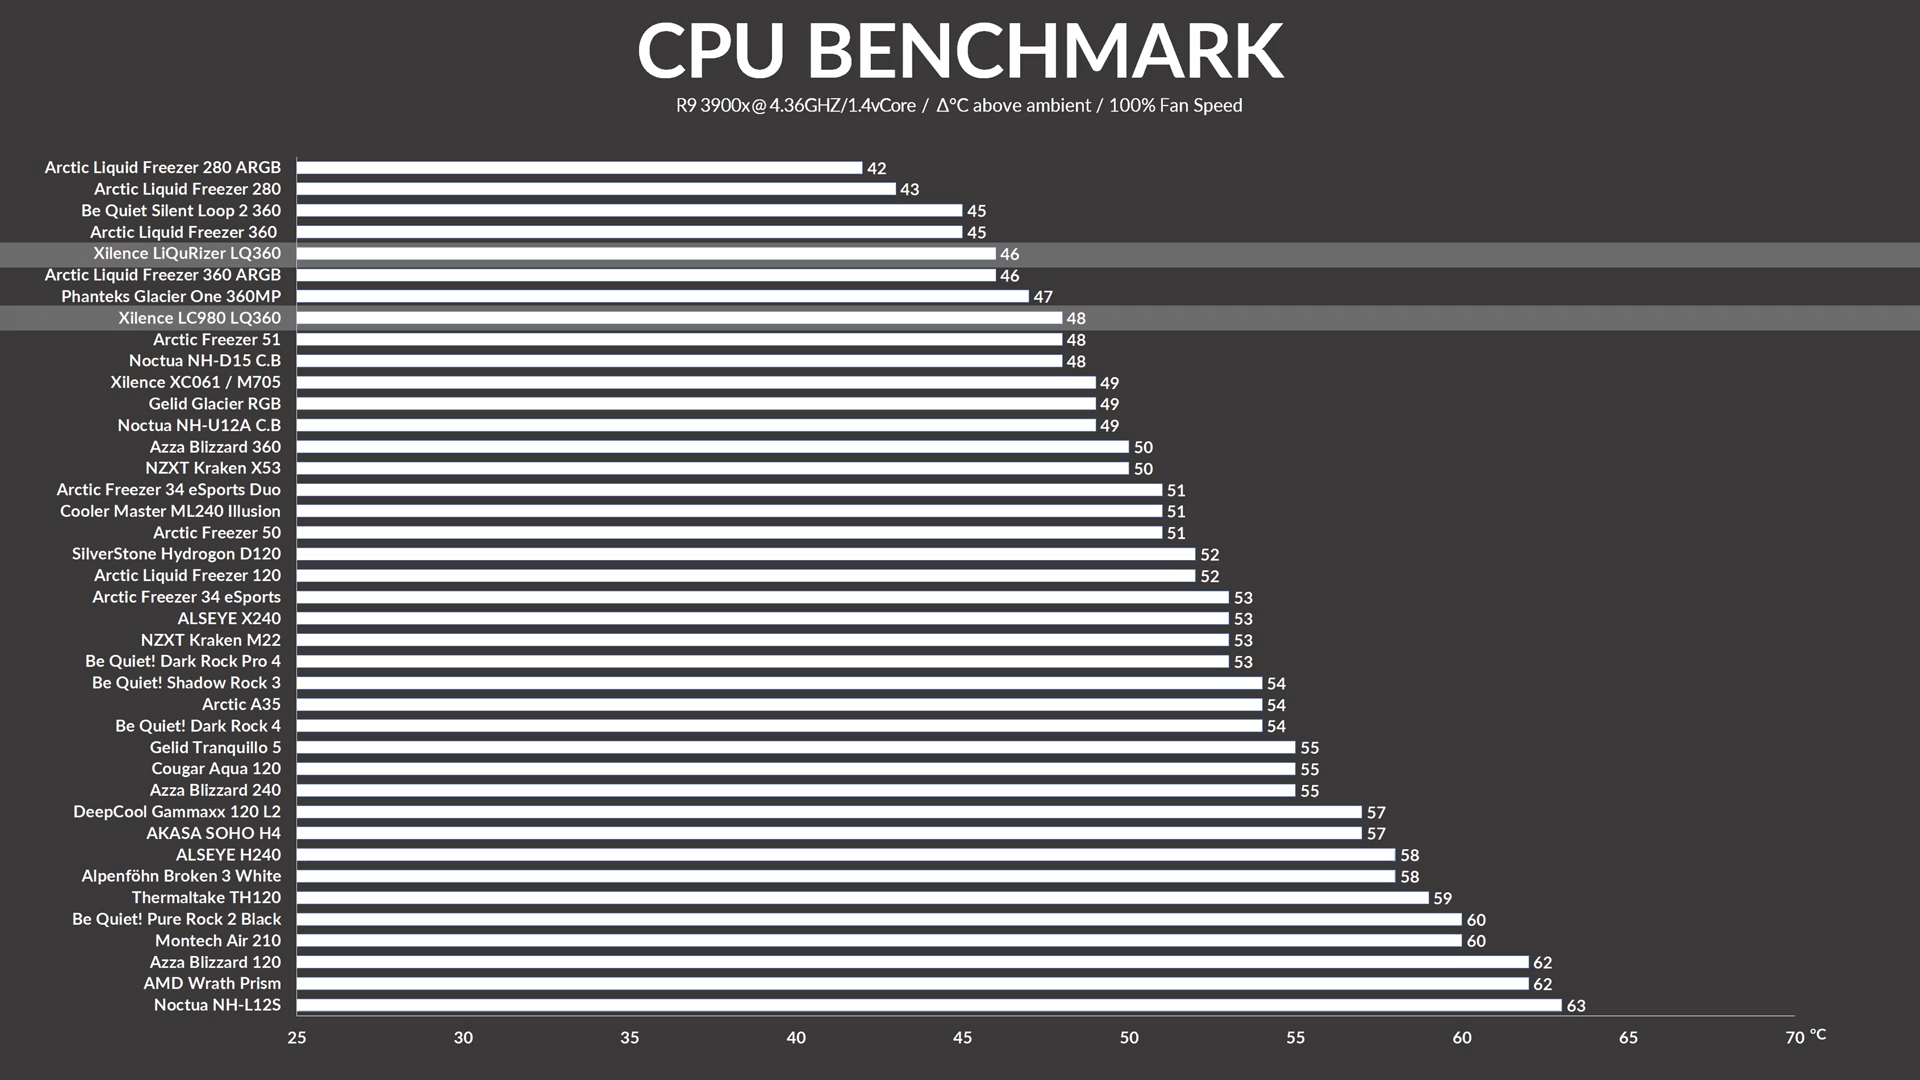 CPU BENCHMARK
R9 3900x@4.36GHZ/1.4vCore / Δ°C above ambient / 100% Fan Speed
Arctic Liquid Freezer 280 ARGB 42
Arctic Liquid Freezer 280 43
Be Quiet Silent Loop 2 360 45
Arctic Liquid Freezer 360 45
Xilence LiQuRizer LQ360 46
Arctic Liquid Freezer 360 ARGB 46
Phanteks Glacier One 360MP 47
Xilence LC980 LQ360 48
Arctic Freezer 51 48
Noctua NH-D15 C.B 48
Xilence XC061 / M705 49
Gelid Glacier RGB 49
Noctua NH-U12A C.B 49
Azza Blizzard 360 50
NZXT Kraken X53 50
Arctic Freezer 34 eSports Duo 51
Cooler Master ML240 Illusion 51
Arctic Freezer 50 51
SilverStone Hydrogon D120 52
Arctic Liquid Freezer 120 52
Arctic Freezer 34 eSports 53
ALSEYE X240 53
NZXT Kraken M22 53
Be Quiet! Dark Rock Pro 4 53
Be Quiet! Shadow Rock 3 54
Arctic A35 54
Be Quiet! Dark Rock 4 54
Gelid Tranquillo 5 55
Cougar Aqua 120 55
Azza Blizzard 240 55
DeepCool Gammaxx 120 L2 57
AKASA SOHO H4 57
ALSEYE H240 58
Alpenföhn Broken 3 White 58
Thermaltake TH120 59
Be Quiet! Pure Rock 2 Black 60
Montech Air 210 60
Azza Blizzard 120 62
AMD Wrath Prism 62
Noctua NH-L12S 63
25 30 35 40 45 50 55 60 65 70 °C